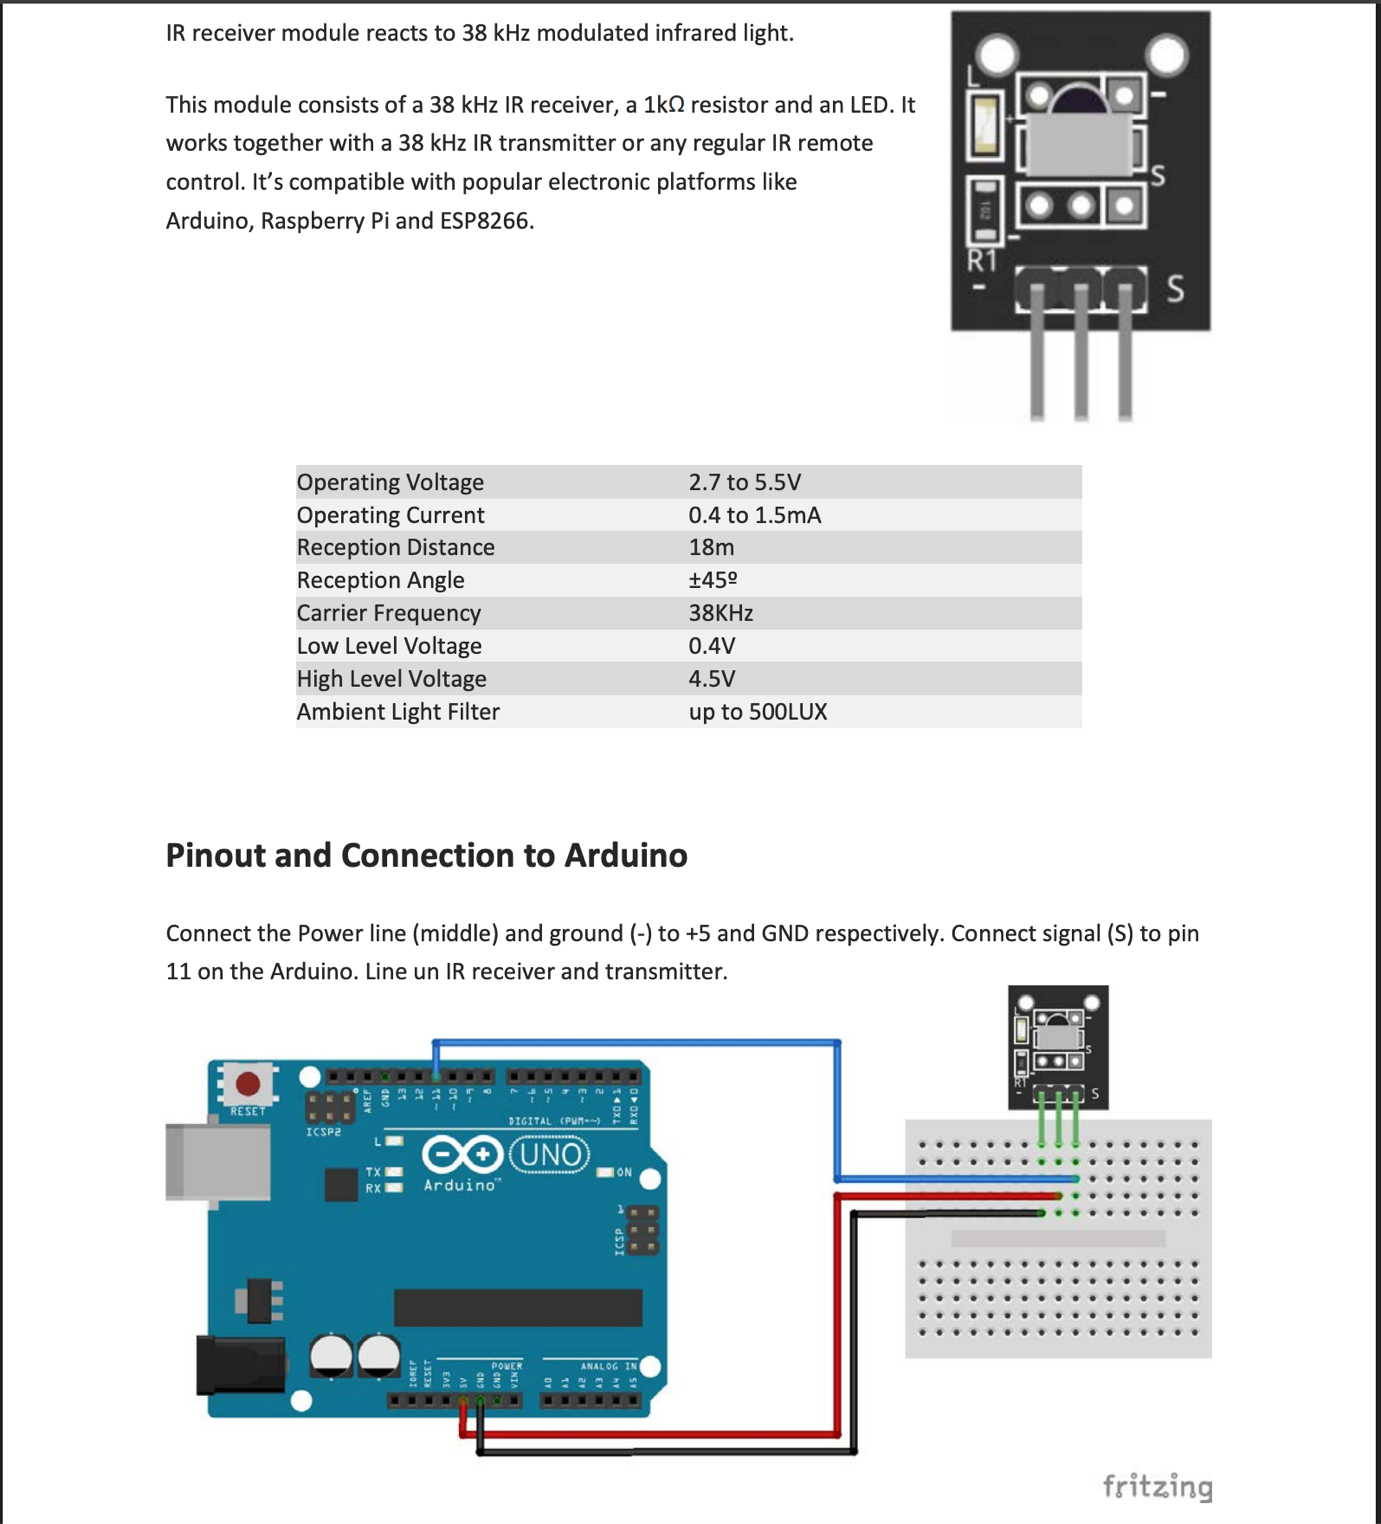 IR receiver module reacts to 38 kHz modulated infrared light.
This module consists of a 38 kHz IR receiver, a 1kΩ resistor and an LED. It
works together with a 38 kHz IR transmitter or any regular IR remote
control. It’s compatible with popular electronic platforms like
Arduino, Raspberry Pi and ESP8266.
L
-
+
S
102
-
R1
-
S
Operating Voltage 2.7 to 5.5V
Operating Current 0.4 to 1.5mA
Reception Distance 18m
Reception Angle ±45º
Carrier Frequency 38KHz
Low Level Voltage 0.4V
High Level Voltage 4.5V
Ambient Light Filter up to 500LUX
Pinout and Connection to Arduino
Connect the Power line (middle) and ground (-) to +5 and GND respectively. Connect signal (S) to pin
11 on the Arduino. Line un IR receiver and transmitter.
L
-
S
R1
-
S
RESET
ICSP2
AREF
GND
13
12
~11
~10
~9
8
7
~6
~5
4
~3
2
TXO▶1
RXO◀0
DIGITAL (PWM=~)
L
TX
RX
UNO
Arduino™
ON
1
ICSP
IOREF
RESET
3V3
5V
GND
GND
VIN
POWER
ANALOG IN
A0
A1
A2
A3
A4
A5
fritzing